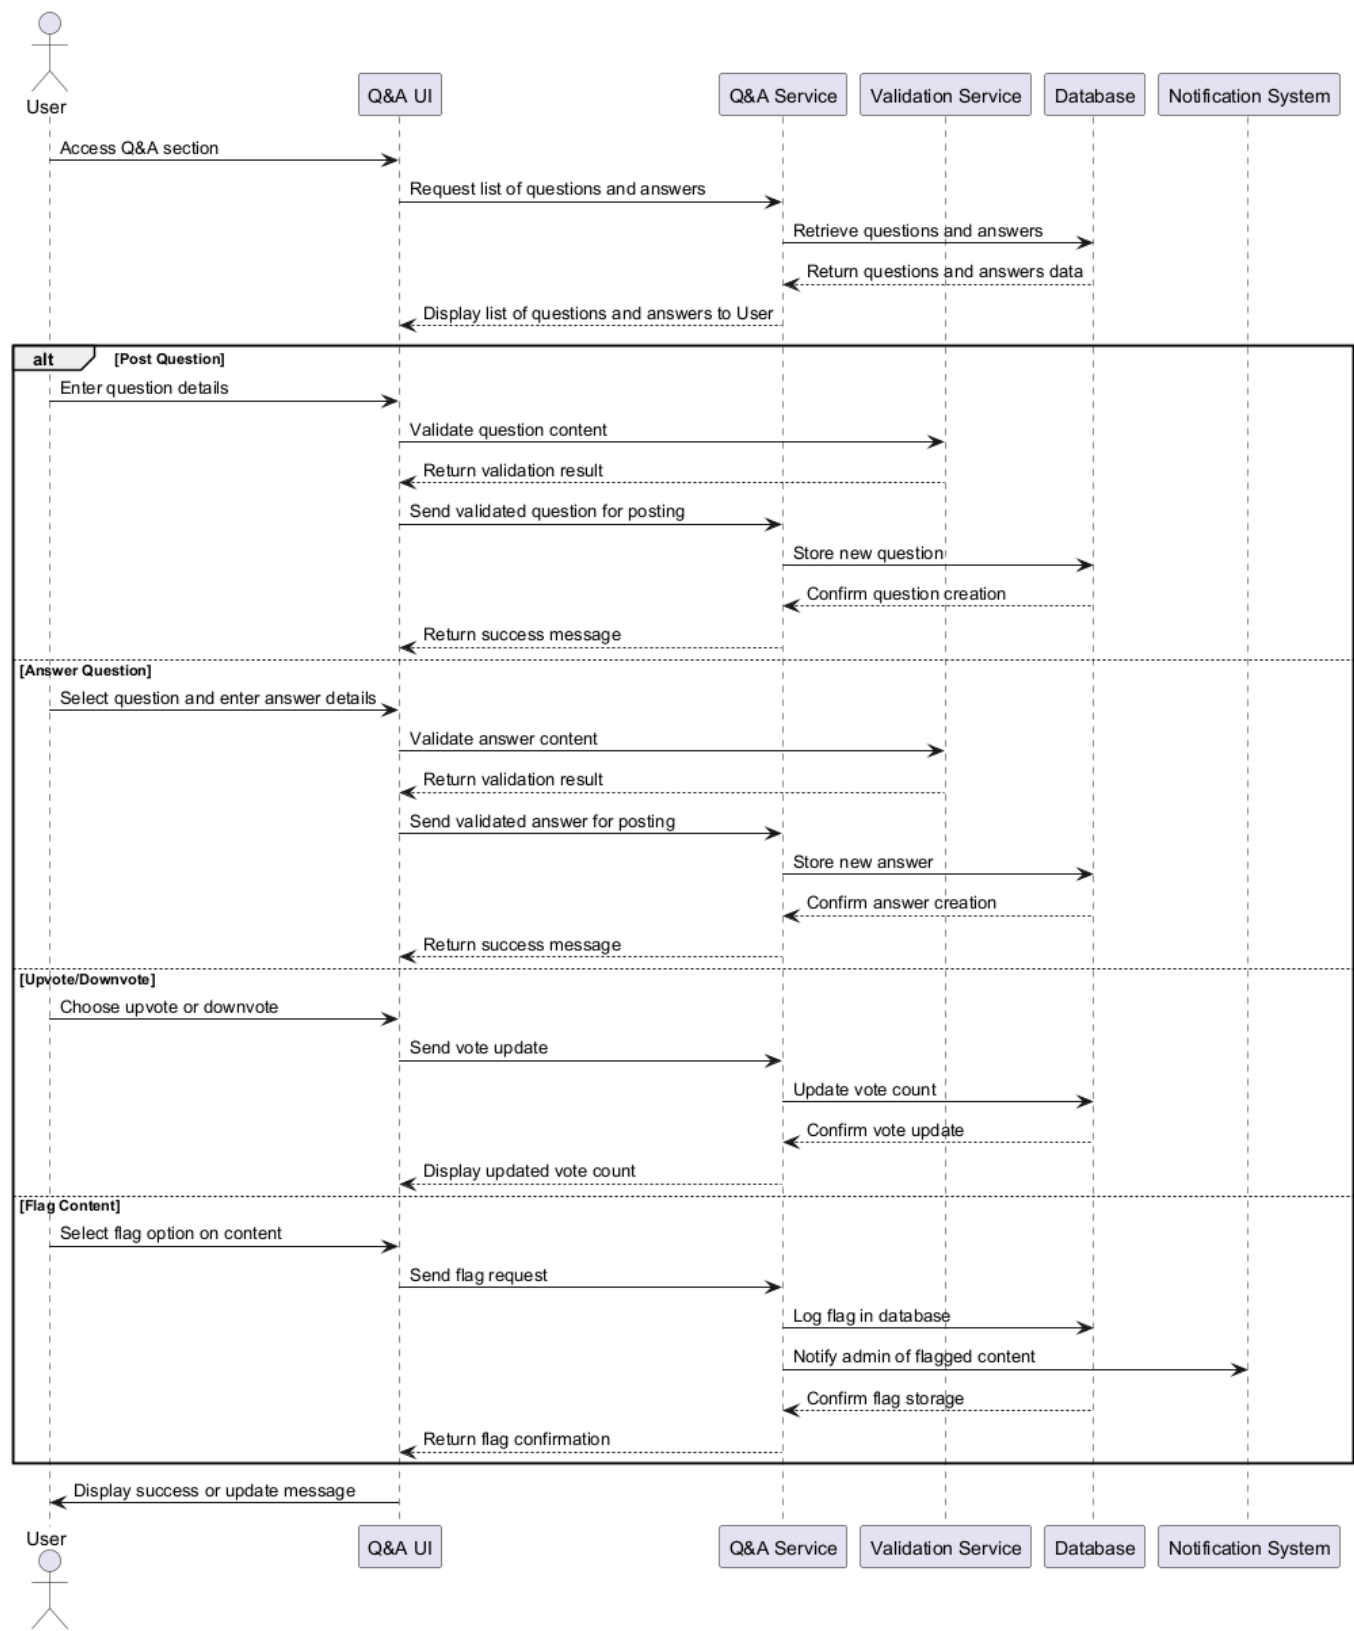 User
Q&A UI
Q&A Service
Validation Service
Database
Notification System
Access Q&A section
Request list of questions and answers
Retrieve questions and answers
Return questions and answers data
Display list of questions and answers to User
alt
[Post Question]
Enter question details
Validate question content
Return validation result
Send validated question for posting
Store new question
Confirm question creation
Return success message
[Answer Question]
Select question and enter answer details
Validate answer content
Return validation result
Send validated answer for posting
Store new answer
Confirm answer creation
Return success message
[Upvote/Downvote]
Choose upvote or downvote
Send vote update
Update vote count
Confirm vote update
Display updated vote count
[Flag Content]
Select flag option on content
Send flag request
Log flag in database
Notify admin of flagged content
Confirm flag storage
Return flag confirmation
Display success or update message
User
Q&A UI
Q&A Service
Validation Service
Database
Notification System